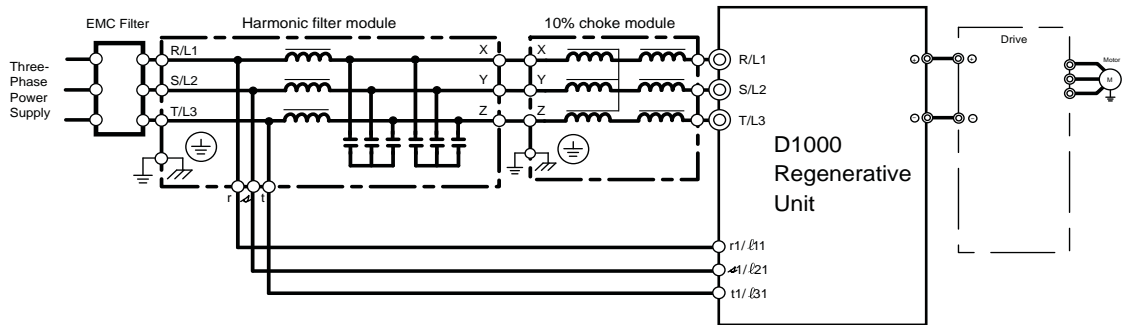 EMC Filter
Harmonic filter module
10% choke module
Three-
Phase
Power
Supply
R/L1
S/L2
T/L3
X
Y
Z
X
Y
Z
R/L1
S/L2
T/L3
D1000
Regenerative
Unit
+
−
+
−
Drive
Motor
M
r
s
t
r1/ℓ11
s1/ℓ21
t1/ℓ31